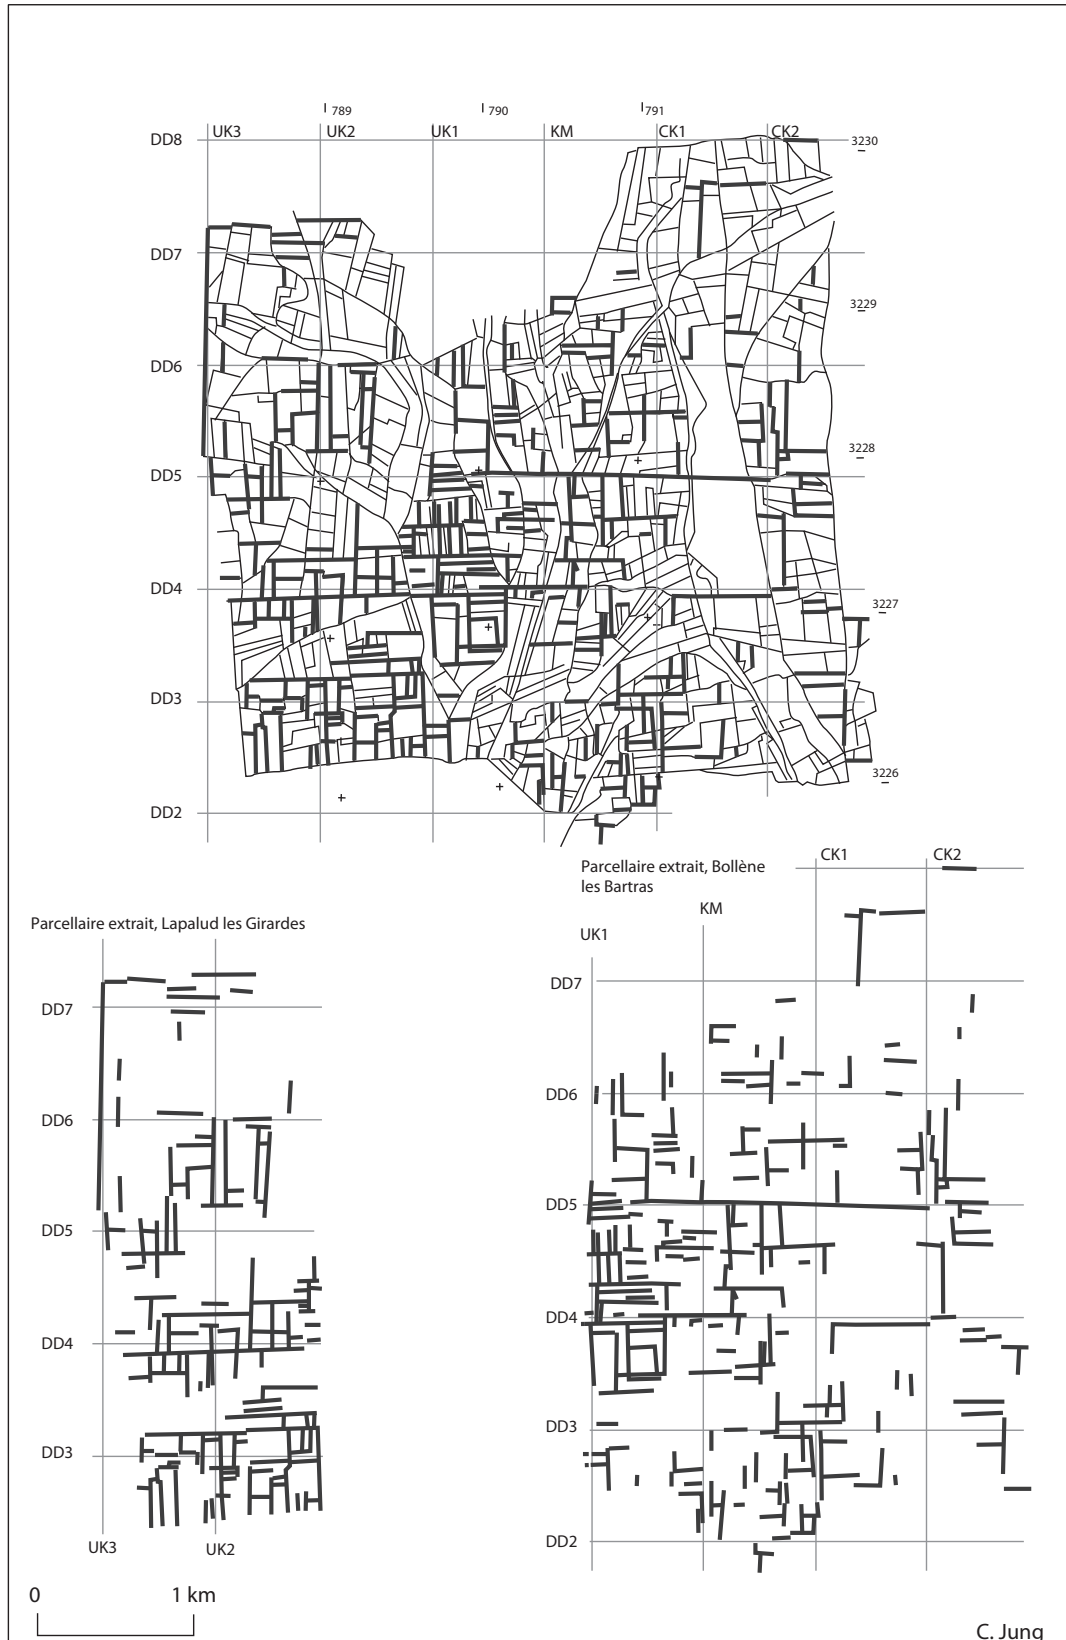 789 790 791
DD8 UK3 UK2 UK1 KM CK1 CK2 3230
DD7
3229
DD6
3228
DD5
DD4
3227
DD3
3226
DD2
Parcellaire extrait, Bollène
les Bartras
CK1 CK2
KM
UK1
DD7
DD6
DD5
DD4
DD3
DD2
Parcellaire extrait, Lapalud les Girardes
DD7
DD6
DD5
DD4
DD3
UK3 UK2
0 1 km
C. Jung